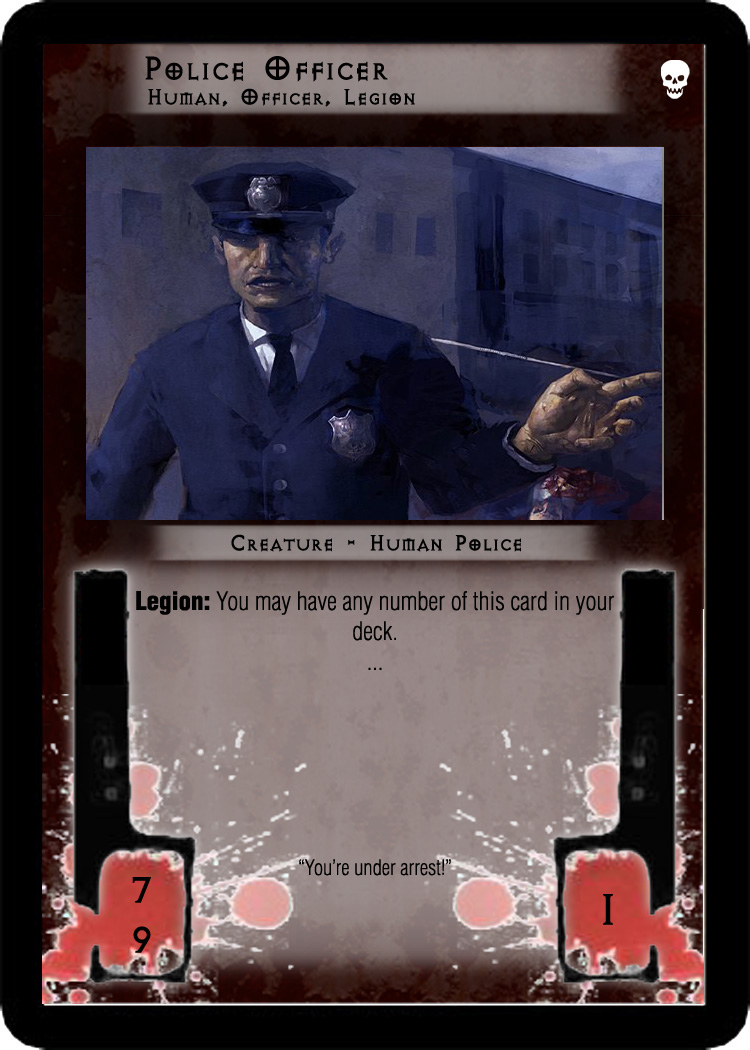 Police Officer
Human, Officer, Legion
Creature - Human Police
Legion: You may have any number of this card in your
deck.
...
"You're under arrest!"
7
9
I